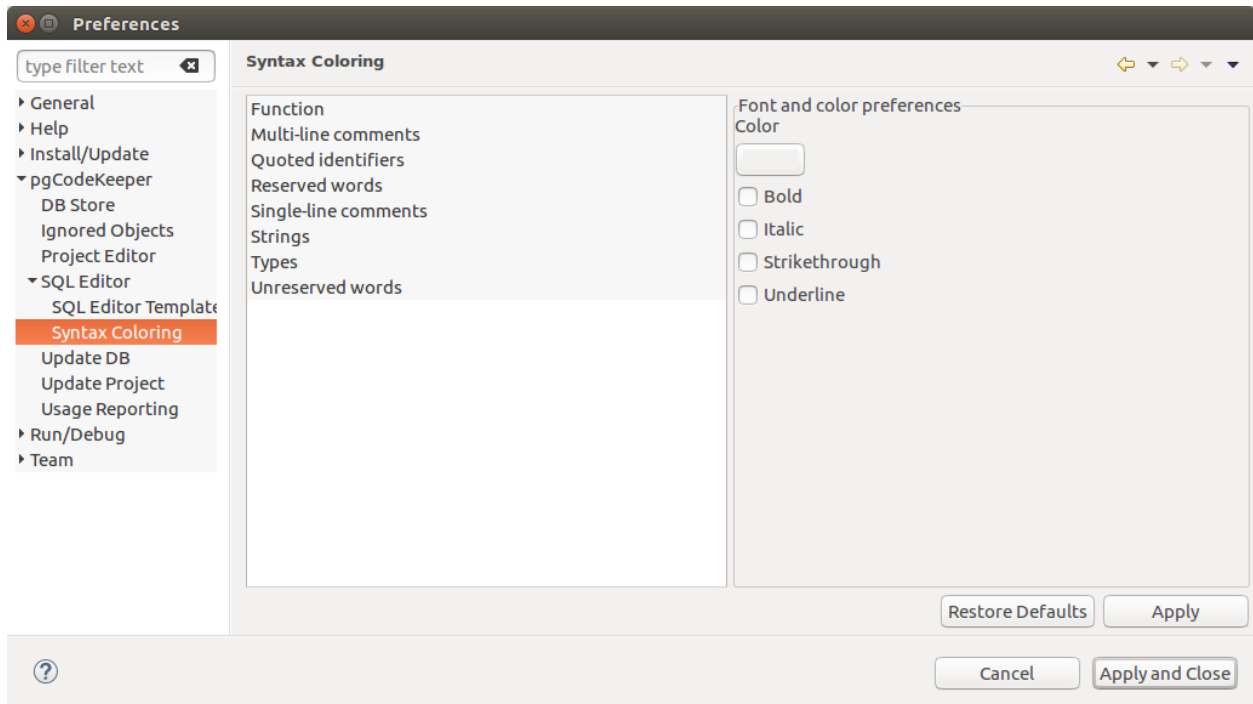 Preferences
type filter text
General
Help
Install/Update
pgCodeKeeper
DB Store
Ignored Objects
Project Editor
SQL Editor
SQL Editor Template
Syntax Coloring
Update DB
Update Project
Usage Reporting
Run/Debug
Team
Syntax Coloring
Function
Multi-line comments
Quoted identifiers
Reserved words
Single-line comments
Strings
Types
Unreserved words
Font and color preferences
Color
Bold
Italic
Strikethrough
Underline
Restore Defaults
Apply
?
Cancel
Apply and Close